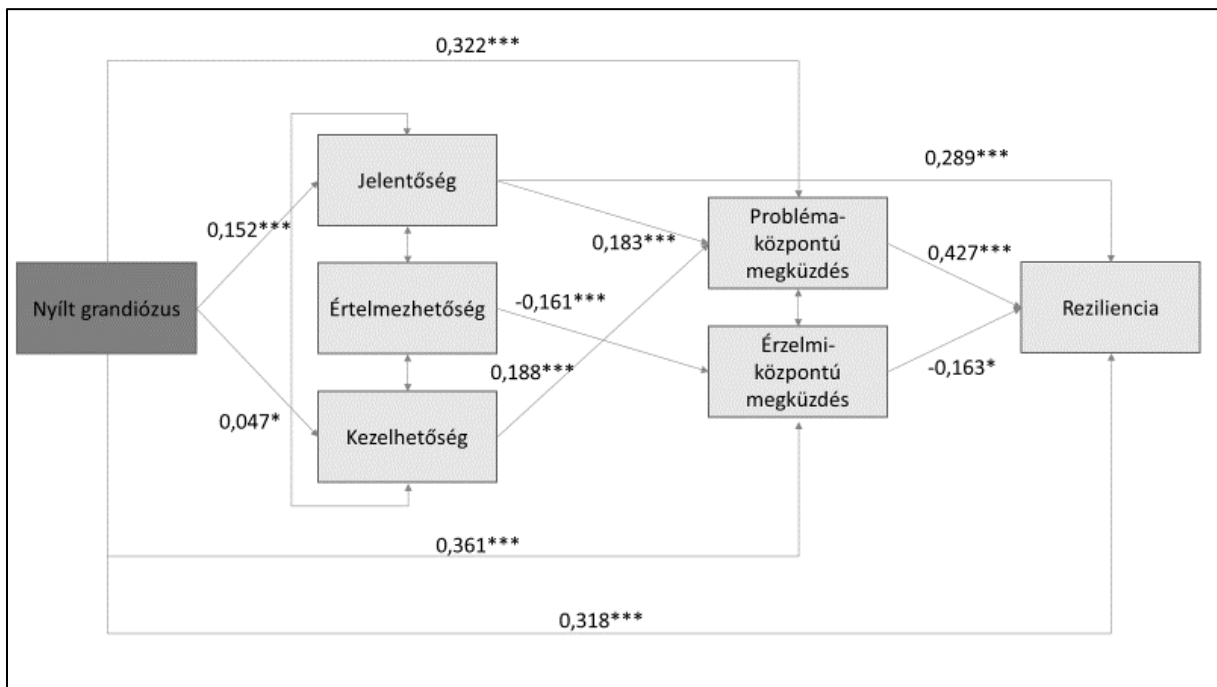 0,322***
Jelentőség
0,289***
0,152***
Probléma-
központú
megküzdés
0,183***
0,427***
Nyílt grandiózus
Értelmezhetőség
-0,161***
Reziliencia
Érzelmi-
központú
megküzdés
0,188***
-0,163*
0,047*
Kezelhetőség
0,361***
0,318***